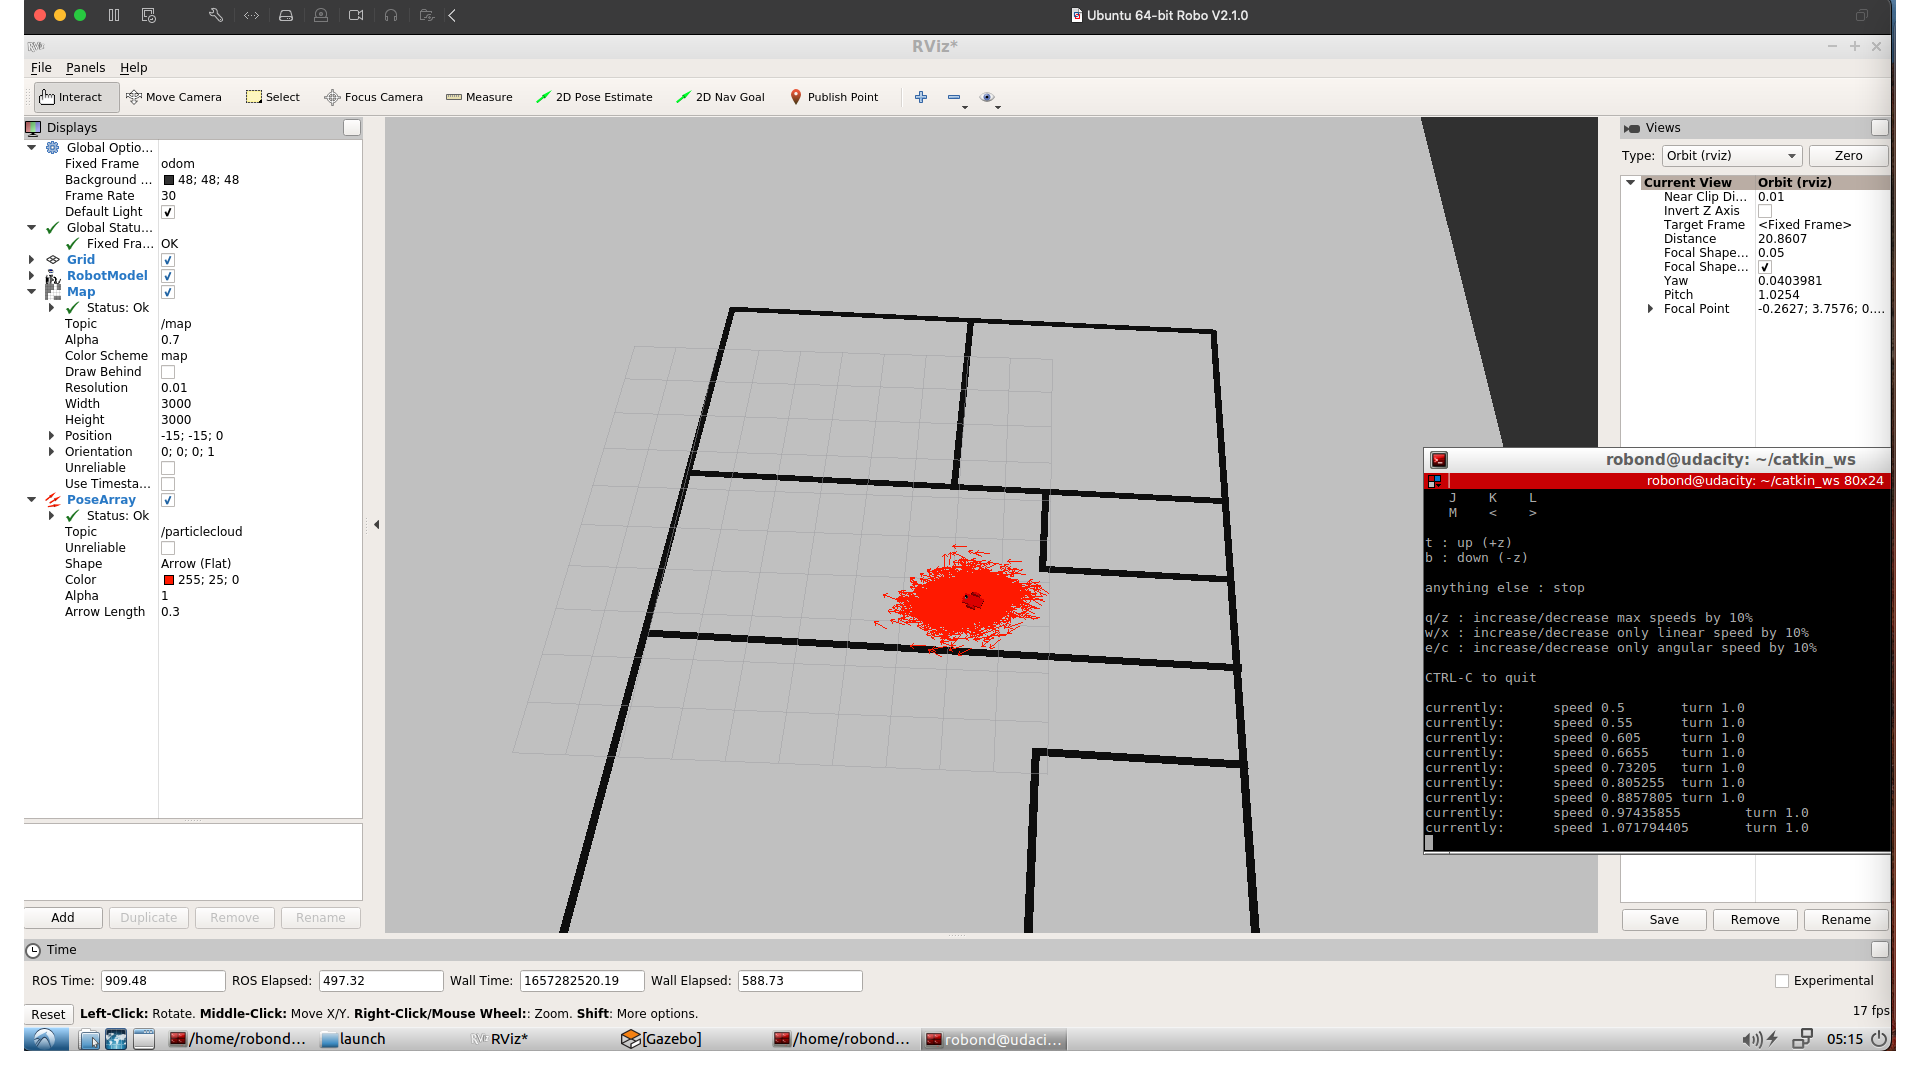 Ubuntu 64-bit Robo V2.1.0
RViz*
File Panels Help
Interact Move Camera Select Focus Camera Measure 2D Pose Estimate 2D Nav Goal Publish Point
Displays
Global Optio...
Fixed Frame odom
Background ... 48; 48; 48
Frame Rate 30
Default Light
Global Statu...
Fixed Fra... OK
Grid
RobotModel
Map
Status: Ok
Topic /map
Alpha 0.7
Color Scheme map
Draw Behind
Resolution 0.01
Width 3000
Height 3000
Position -15; -15; 0
Orientation 0; 0; 0; 1
Unreliable
Use Timesta...
PoseArray
Status: Ok
Topic /particlecloud
Unreliable
Shape Arrow (Flat)
Color 255; 25; 0
Alpha 1
Arrow Length 0.3
Add Duplicate Remove Rename
Views
Type: Orbit (rviz) Zero
Current View Orbit (rviz)
Near Clip Di... 0.01
Invert Z Axis
Target Frame <Fixed Frame>
Distance 20.8607
Focal Shape... 0.05
Focal Shape...
Yaw 0.0403981
Pitch 1.0254
Focal Point -0.2627; 3.7576; 0....
robond@udacity: ~/catkin_ws
robond@udacity: ~/catkin_ws 80x24
J K L
M < >
t : up (+z)
b : down (-z)
anything else : stop
q/z : increase/decrease max speeds by 10%
w/x : increase/decrease only linear speed by 10%
e/c : increase/decrease only angular speed by 10%
CTRL-C to quit
currently: speed 0.5 turn 1.0
currently: speed 0.55 turn 1.0
currently: speed 0.605 turn 1.0
currently: speed 0.6655 turn 1.0
currently: speed 0.73205 turn 1.0
currently: speed 0.805255 turn 1.0
currently: speed 0.8857805 turn 1.0
currently: speed 0.97435855 turn 1.0
currently: speed 1.071794405 turn 1.0
Save Remove Rename
Time
ROS Time: 909.48 ROS Elapsed: 497.32 Wall Time: 1657282520.19 Wall Elapsed: 588.73 Experimental
Reset Left-Click: Rotate. Middle-Click: Move X/Y. Right-Click/Mouse Wheel:: Zoom. Shift: More options. 17 fps
/home/robond... launch RViz* [Gazebo] /home/robond... robond@udaci... 05:15